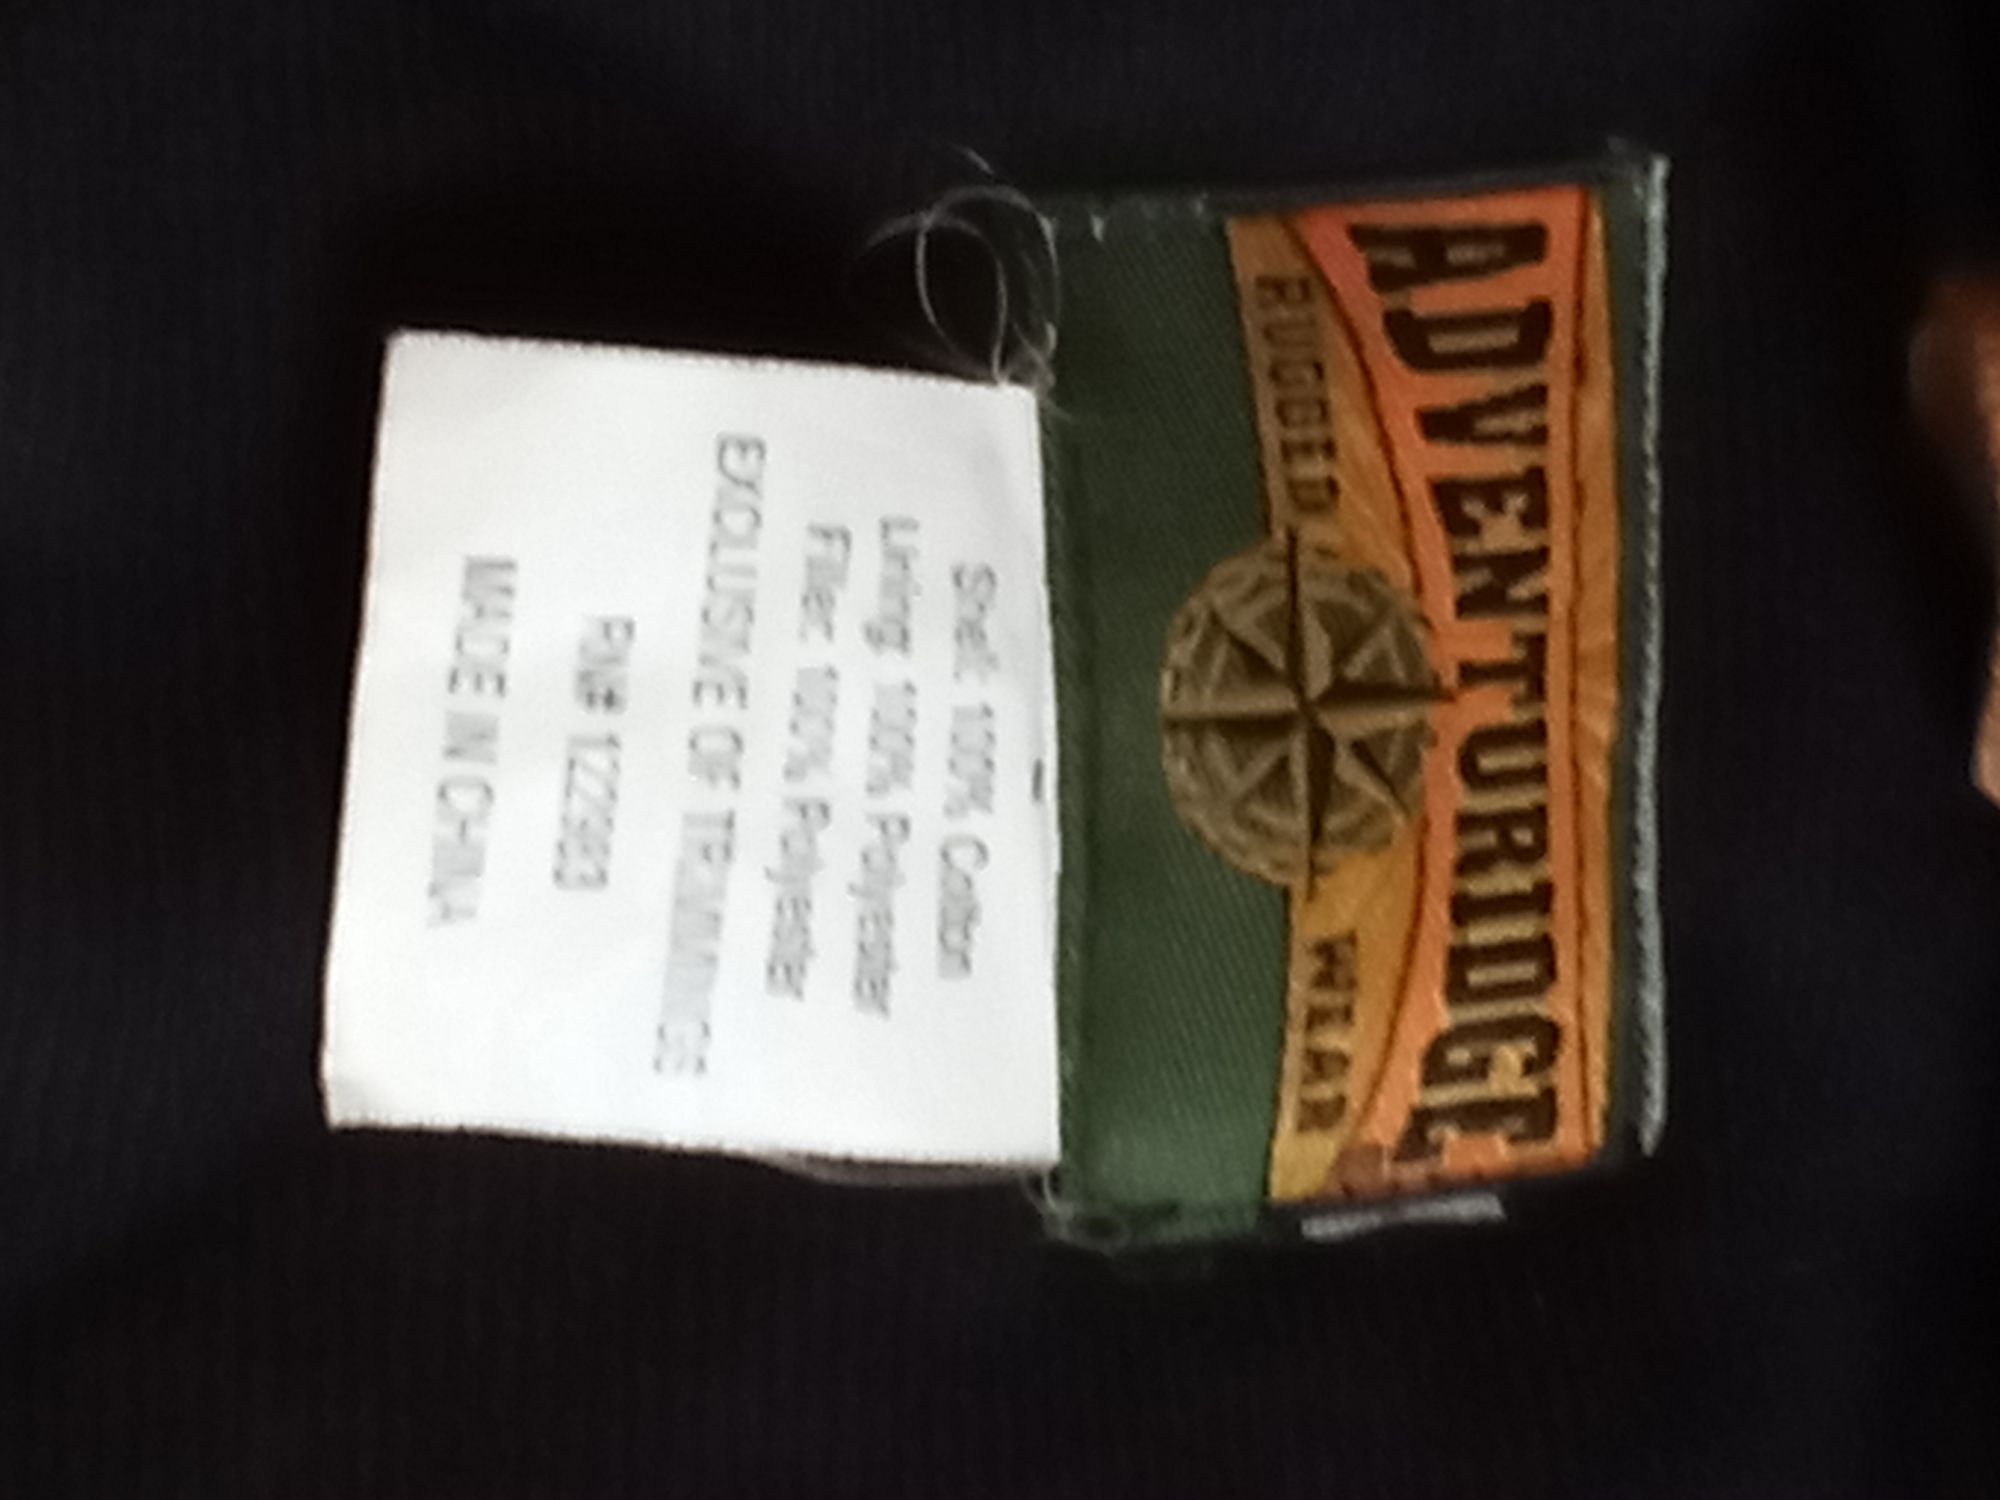 ADVENTURIDGE
RUGGED WEAR
Shell: 100% Cotton
Lining: 100% Polyester
Filler: 100% Polyester
EXCLUSIVE OF TRIMMINGS
RN# 122983
MADE IN CHINA